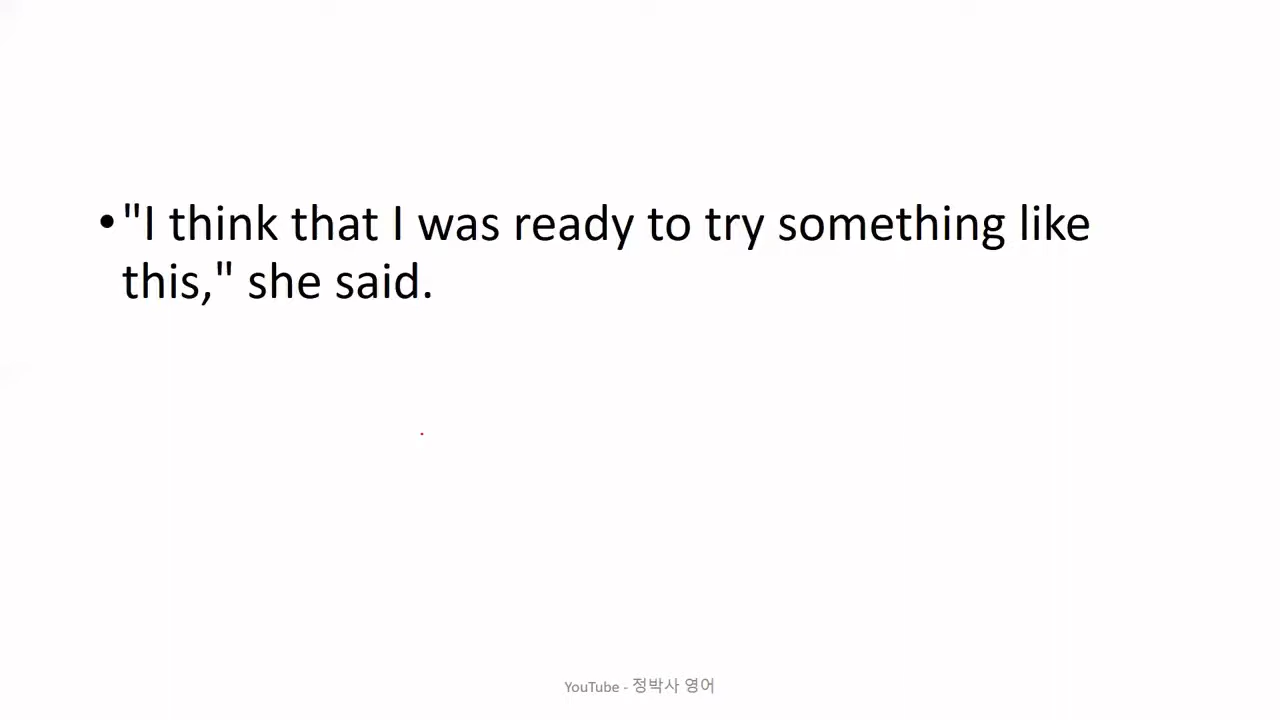 •"I think that I was ready to try something like
this," she said.
YouTube - 정박사 영어